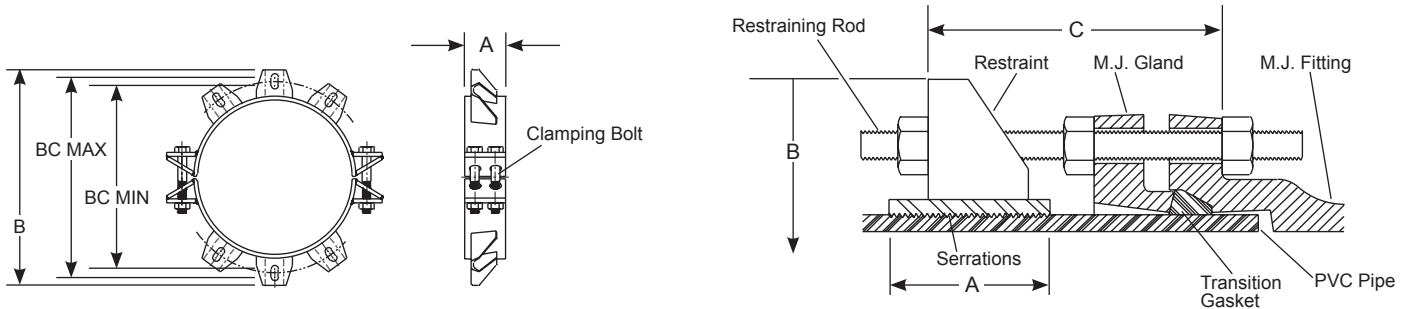 A
B
BC MAX
BC MIN
Clamping Bolt
Restraining Rod
C
Restraint
M.J. Gland
M.J. Fitting
B
Serrations
A
Transition
Gasket
PVC Pipe